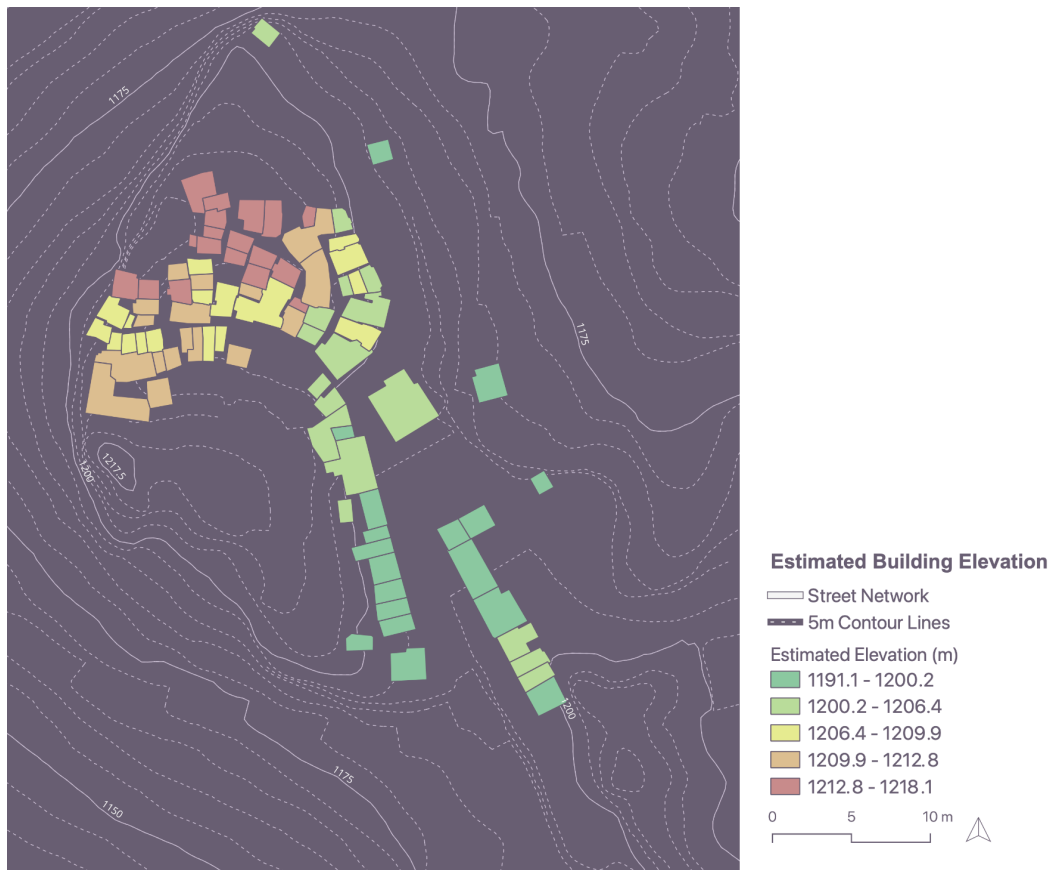 1175
1175
1217.5
1200
1200
1175
1150
Estimated Building Elevation
Street Network
5m Contour Lines
Estimated Elevation (m)
1191.1 - 1200.2
1200.2 - 1206.4
1206.4 - 1209.9
1209.9 - 1212.8
1212.8 - 1218.1
0 5 10 m